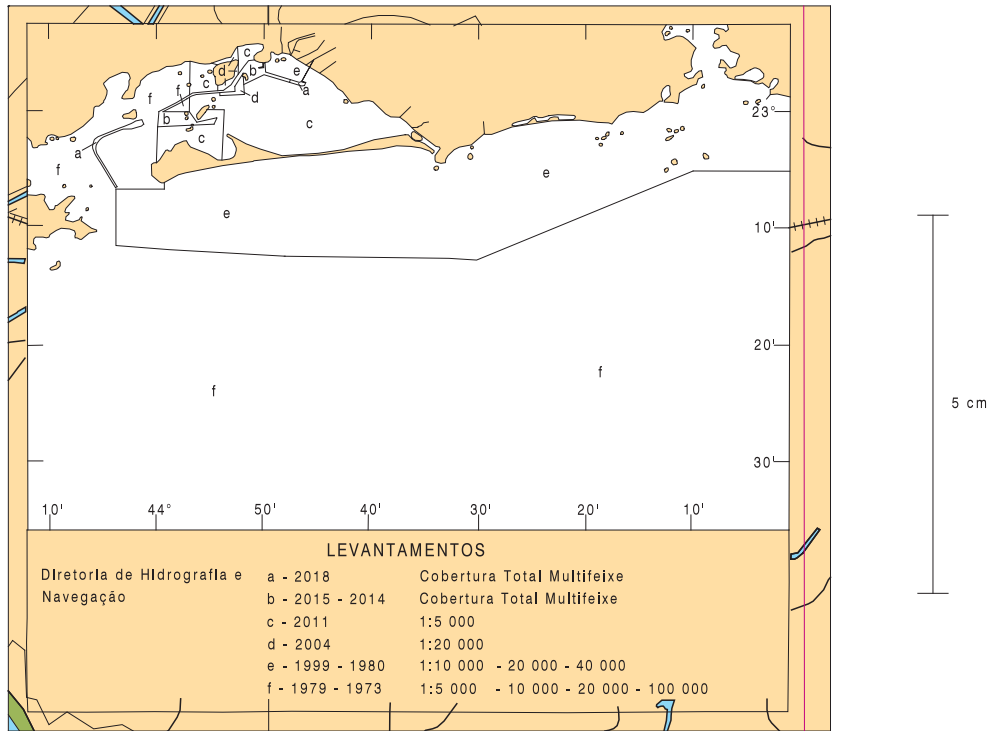 c
d b e
f c a
f f d
23°
b c
c
a
f e
e
10'
5 cm
20'
f f
30'
10' 44° 50' 40' 30' 20' 10'
LEVANTAMENTOS
Diretoria de Hidrografia e a - 2018 Cobertura Total Multifeixe
Navegação b - 2015 - 2014 Cobertura Total Multifeixe
c - 2011 1:5 000
d - 2004 1:20 000
e - 1999 - 1980 1:10 000 - 20 000 - 40 000
f - 1979 - 1973 1:5 000 - 10 000 - 20 000 - 100 000